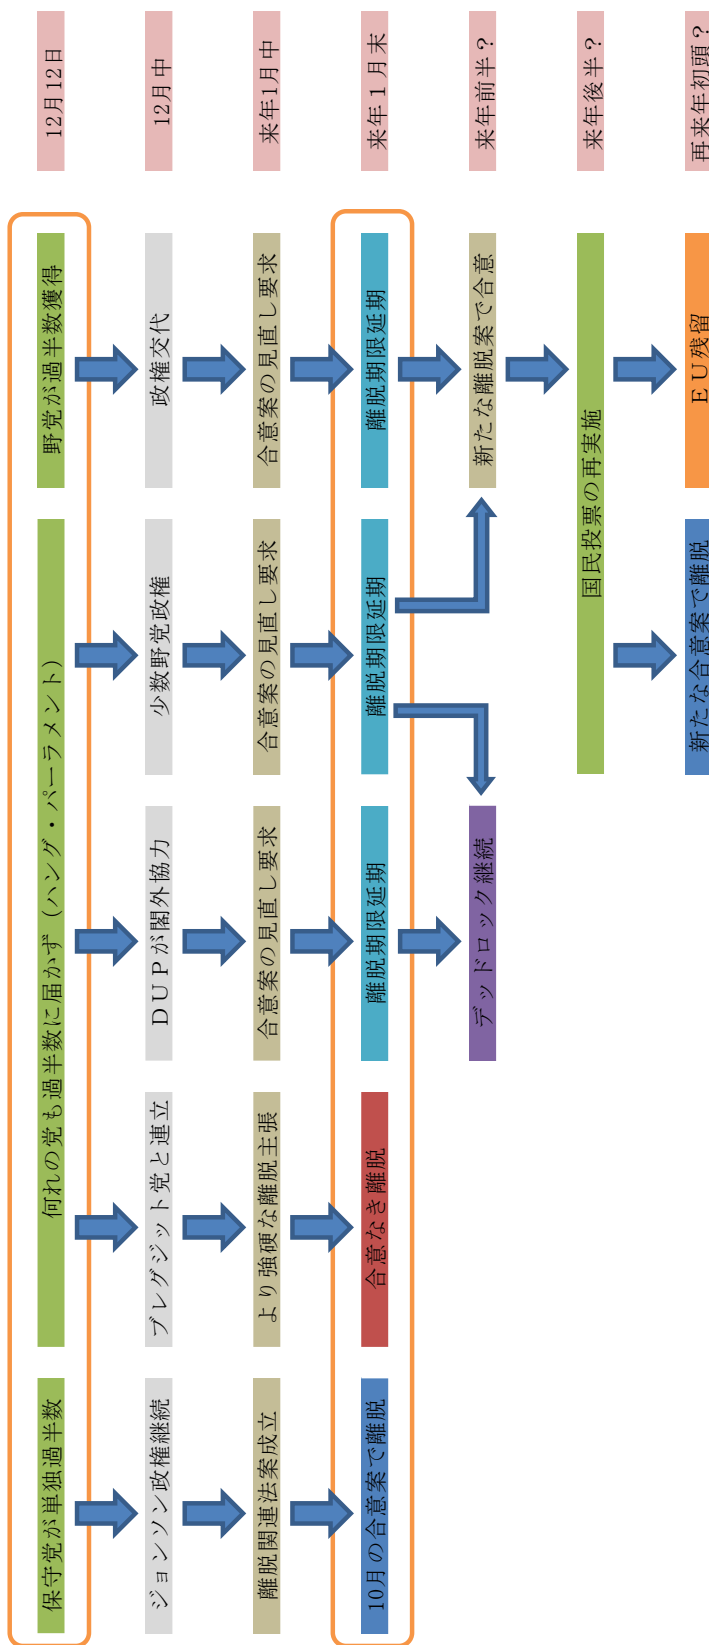 保守党が単独過半数
何れの党も過半数に届かず（ハング・パーラメント）
野党が過半数獲得
12月12日
ジョンソン政権継続
ブレグジット党と連立
ＤＵＰが閣外協力
少数野党政権
政権交代
12月中
離脱関連法案成立
より強硬な離脱主張
合意案の見直し要求
合意案の見直し要求
合意案の見直し要求
来年1月中
10月の合意案で離脱
合意なき離脱
離脱期限延期
離脱期限延期
離脱期限延期
来年１月末
デッドロック継続
新たな離脱案で合意
来年前半？
国民投票の再実施
来年後半？
新たな合意案で離脱
ＥＵ残留
再来年初頭？